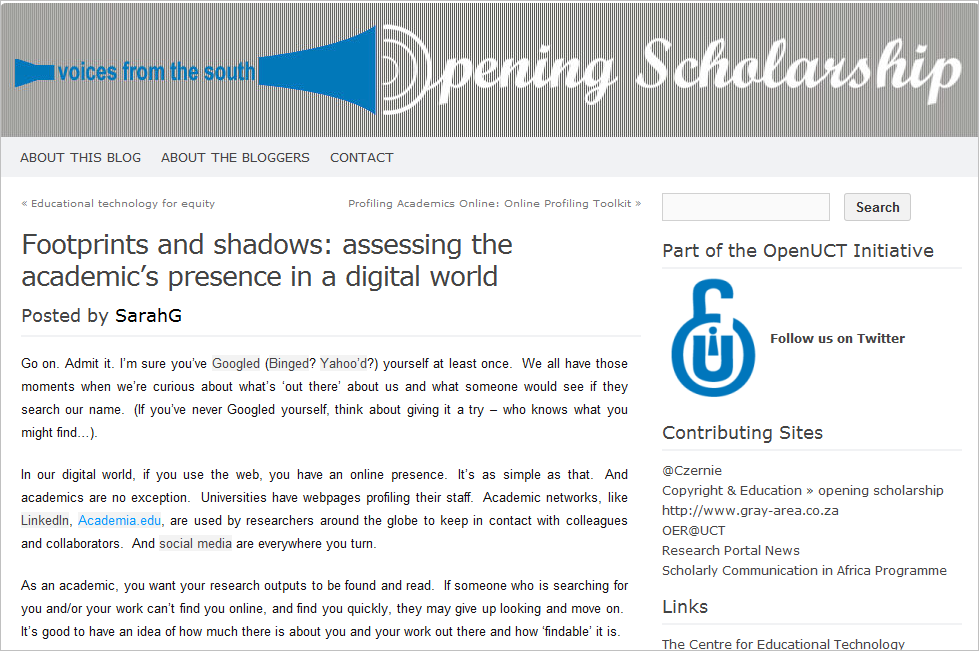 voices from the south
Opening Scholarship
ABOUT THIS BLOG ABOUT THE BLOGGERS CONTACT
« Educational technology for equity
Profiling Academics Online: Online Profiling Toolkit »
Footprints and shadows: assessing the
academic’s presence in a digital world
Posted by SarahG
Go on. Admit it. I’m sure you’ve Googled (Binged? Yahoo’d?) yourself at least once. We all have those
moments when we’re curious about what’s ‘out there’ about us and what someone would see if they
search our name. (If you’ve never Googled yourself, think about giving it a try – who knows what you
might find…).
In our digital world, if you use the web, you have an online presence. It’s as simple as that. And
academics are no exception. Universities have webpages profiling their staff. Academic networks, like
LinkedIn, Academia.edu, are used by researchers around the globe to keep in contact with colleagues
and collaborators. And social media are everywhere you turn.
As an academic, you want your research outputs to be found and read. If someone who is searching for
you and/or your work can’t find you online, and find you quickly, they may give up looking and move on.
It’s good to have an idea of how much there is about you and your work out there and how ‘findable’ it is.
Search
Part of the OpenUCT Initiative
Follow us on Twitter
Contributing Sites
@Czernie
Copyright & Education » opening scholarship
http://www.gray-area.co.za
OER@UCT
Research Portal News
Scholarly Communication in Africa Programme
Links
The Centre for Educational Technology